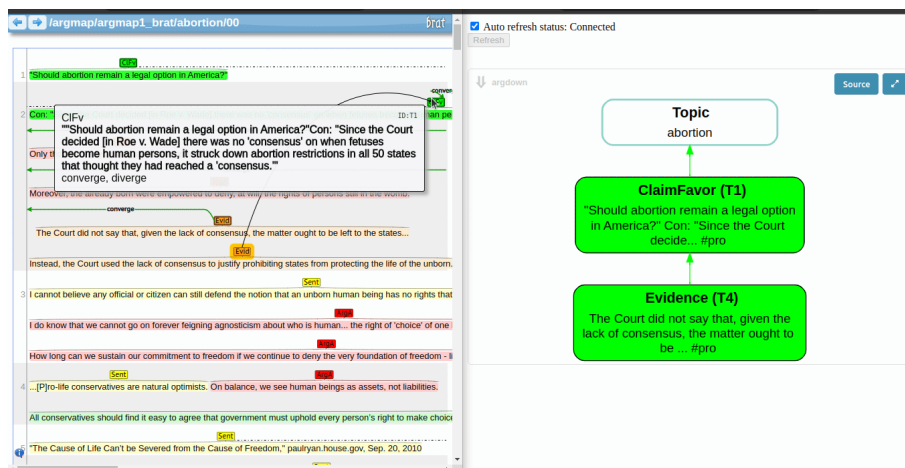 /argmap/argmap1_brat/abortion/00
brat
Auto refresh status: Connected
Refresh
ClFv
1 "Should abortion remain a legal option in America?"
conver
2 Con: "
man pe
ClFv
ID:T1
""Should abortion remain a legal option in America?"Con: "Since the Court
decided [in Roe v. Wade] there was no 'consensus' on when fetuses
become human persons, it struck down abortion restrictions in all 50 states
that thought they had reached a 'consensus.'"
converge, diverge
Only th
Moreover, the already born were empowered to deny, at will, the rights of persons still in the womb.
converge
Evid
The Court did not say that, given the lack of consensus, the matter ought to be left to the states...
Evid
Instead, the Court used the lack of consensus to justify prohibiting states from protecting the life of the unborn.
Sent
3 I cannot believe any official or citizen can still defend the notion that an unborn human being has no rights that
ArgA
I do know that we cannot go on forever feigning agnosticism about who is human... the right of 'choice' of one
ArgA
How long can we sustain our commitment to freedom if we continue to deny the very foundation of freedom - li
Sent
ArgA
4 ...[P]ro-life conservatives are natural optimists. On balance, we see human beings as assets, not liabilities.
All conservatives should find it easy to agree that government must uphold every person's right to make choice
Sent
5 "The Cause of Life Can't be Severed from the Cause of Freedom," paulryan.house.gov, Sep. 20, 2010
argdown
Source
Topic
abortion
ClaimFavor (T1)
"Should abortion remain a legal option
in America?" Con: "Since the Court
decide... #pro
Evidence (T4)
The Court did not say that, given the
lack of consensus, the matter ought to
be ... #pro